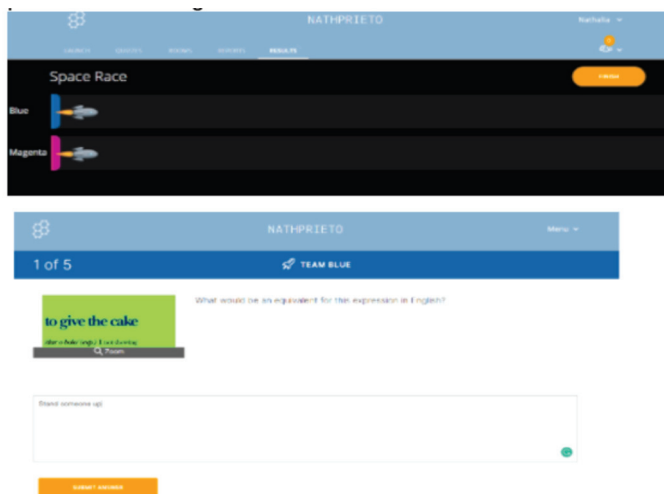 NATHPRIETO
Nathalia
LAUNCH QUIZZES ROOMS REPORTS RESULTS
Space Race
FINISH
Blue
Magenta
NATHPRIETO
Menu
1 of 5
TEAM BLUE
What would be an equivalent for this expression in English?
to give the cake
Zoom
Stand someone up|
SUBMIT ANSWER